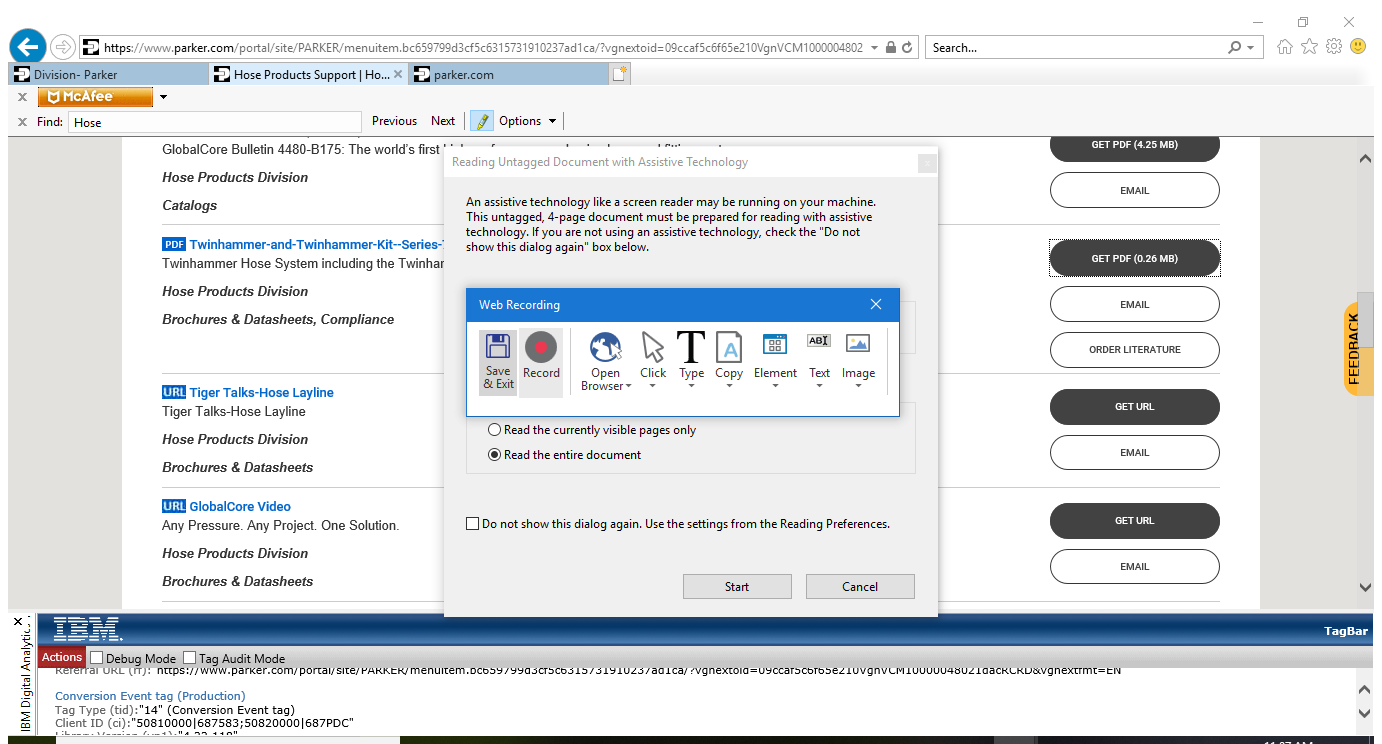 https://www.parker.com/portal/site/PARKER/menuitem.bc659799d3cf5c6315731910237ad1ca/?vgnextoid=09ccaf5c6f65e210VgnVCM1000004802
Search...
Division- Parker
Hose Products Support | Ho...
parker.com
McAfee
Find: Hose Previous Next Options
GlobalCore Bulletin 4480-B175: The world's first
GET PDF (4.25 MB)
Hose Products Division
EMAIL
Catalogs
PDF Twinhammer-and-Twinhammer-Kit--Series-
Twinhammer Hose System including the Twinhar
GET PDF (0.26 MB)
Hose Products Division
EMAIL
Brochures & Datasheets, Compliance
ORDER LITERATURE
URL Tiger Talks-Hose Layline
Tiger Talks-Hose Layline
GET URL
Hose Products Division
EMAIL
Brochures & Datasheets
URL GlobalCore Video
Any Pressure. Any Project. One Solution.
GET URL
Hose Products Division
EMAIL
Brochures & Datasheets
FEEDBACK
Reading Untagged Document with Assistive Technology
An assistive technology like a screen reader may be running on your machine.
This untagged, 4-page document must be prepared for reading with assistive
technology. If you are not using an assistive technology, check the "Do not
show this dialog again" box below.
Web Recording
Save & Exit
Record
Open Browser
Click
Type
Copy
Element
Text
Image
Read the currently visible pages only
Read the entire document
Do not show this dialog again. Use the settings from the Reading Preferences.
Start
Cancel
IBM Digital Analytic
IBM
TagBar
Actions Debug Mode Tag Audit Mode
Referral URL (rf): https://www.parker.com/portal/site/PARKER/menuitem.bc659799d3cf5c6315731910237ad1ca/?vgnextoid=09ccaf5c6f65e210VgnVCM10000048021dacRCRD&vgnextfmt=EN
Conversion Event tag (Production)
Tag Type (tid):"14" (Conversion Event tag)
Client ID (ci):"50810000|687583;50820000|687PDC"